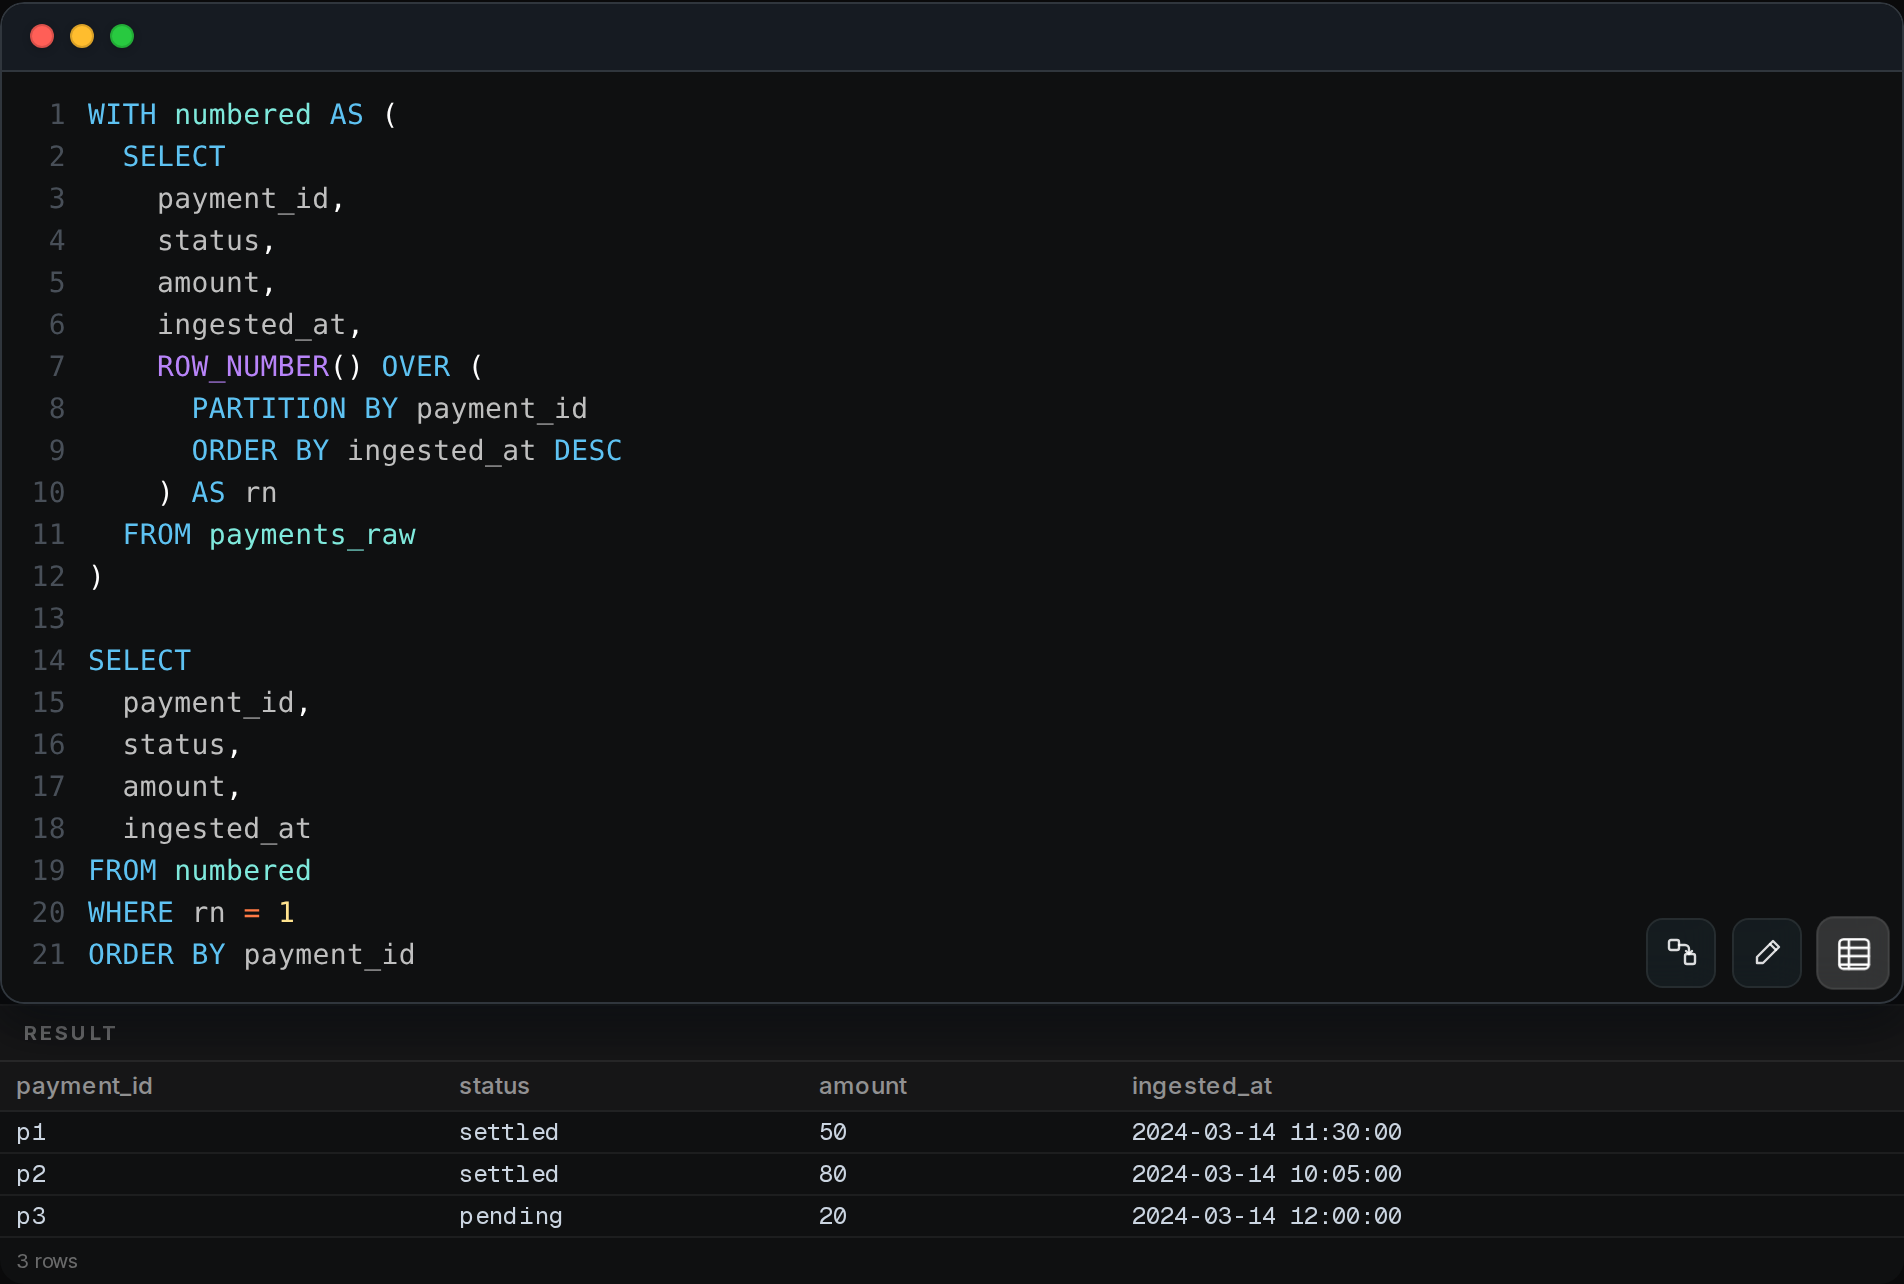 1 WITH numbered AS (
2   SELECT
3     payment_id,
4     status,
5     amount,
6     ingested_at,
7     ROW_NUMBER() OVER (
8       PARTITION BY payment_id
9       ORDER BY ingested_at DESC
10     ) AS rn
11   FROM payments_raw
12 )
13
14 SELECT
15   payment_id,
16   status,
17   amount,
18   ingested_at
19 FROM numbered
20 WHERE rn = 1
21 ORDER BY payment_id
RESULT
payment_id status amount ingested_at
p1 settled 50 2024-03-14 11:30:00
p2 settled 80 2024-03-14 10:05:00
p3 pending 20 2024-03-14 12:00:00
3 rows